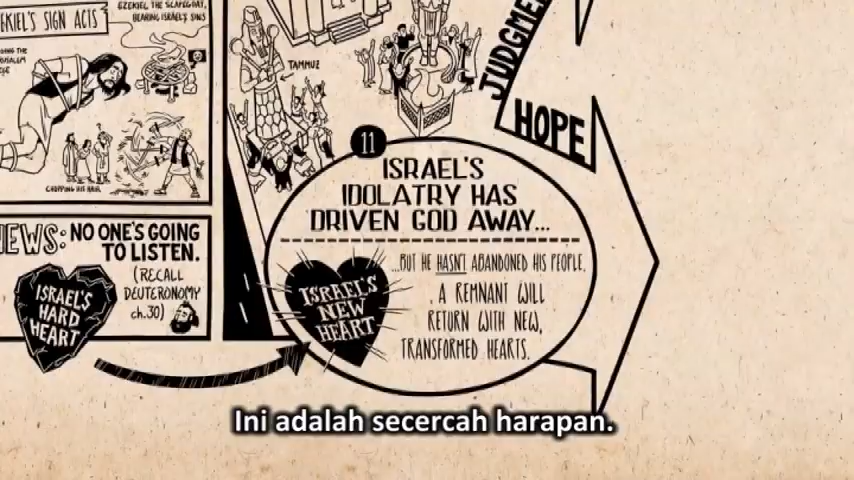 EZEKIEL, THE SCAPEGOAT,
BEARING ISRAEL'S SINS
EKIEL'S SIGN ACTS
CHOPPING HIS HAIR
TAMMUZ
JUDGMEN
HOPE
11
ISRAEL'S
IDOLATRY HAS
DRIVEN GOD AWAY...
...BUT HE HASN'T ABANDONED HIS PEOPLE.
A REMNANT WILL
RETURN WITH NEW,
TRANSFORMED HEARTS.
ISRAEL'S
NEW
HEART
EWS: NO ONE'S GOING
TO LISTEN.
(RECALL
DEUTERONOMY
ch.30)
ISRAEL'S
HARD
HEART
Ini adalah secercah harapan.